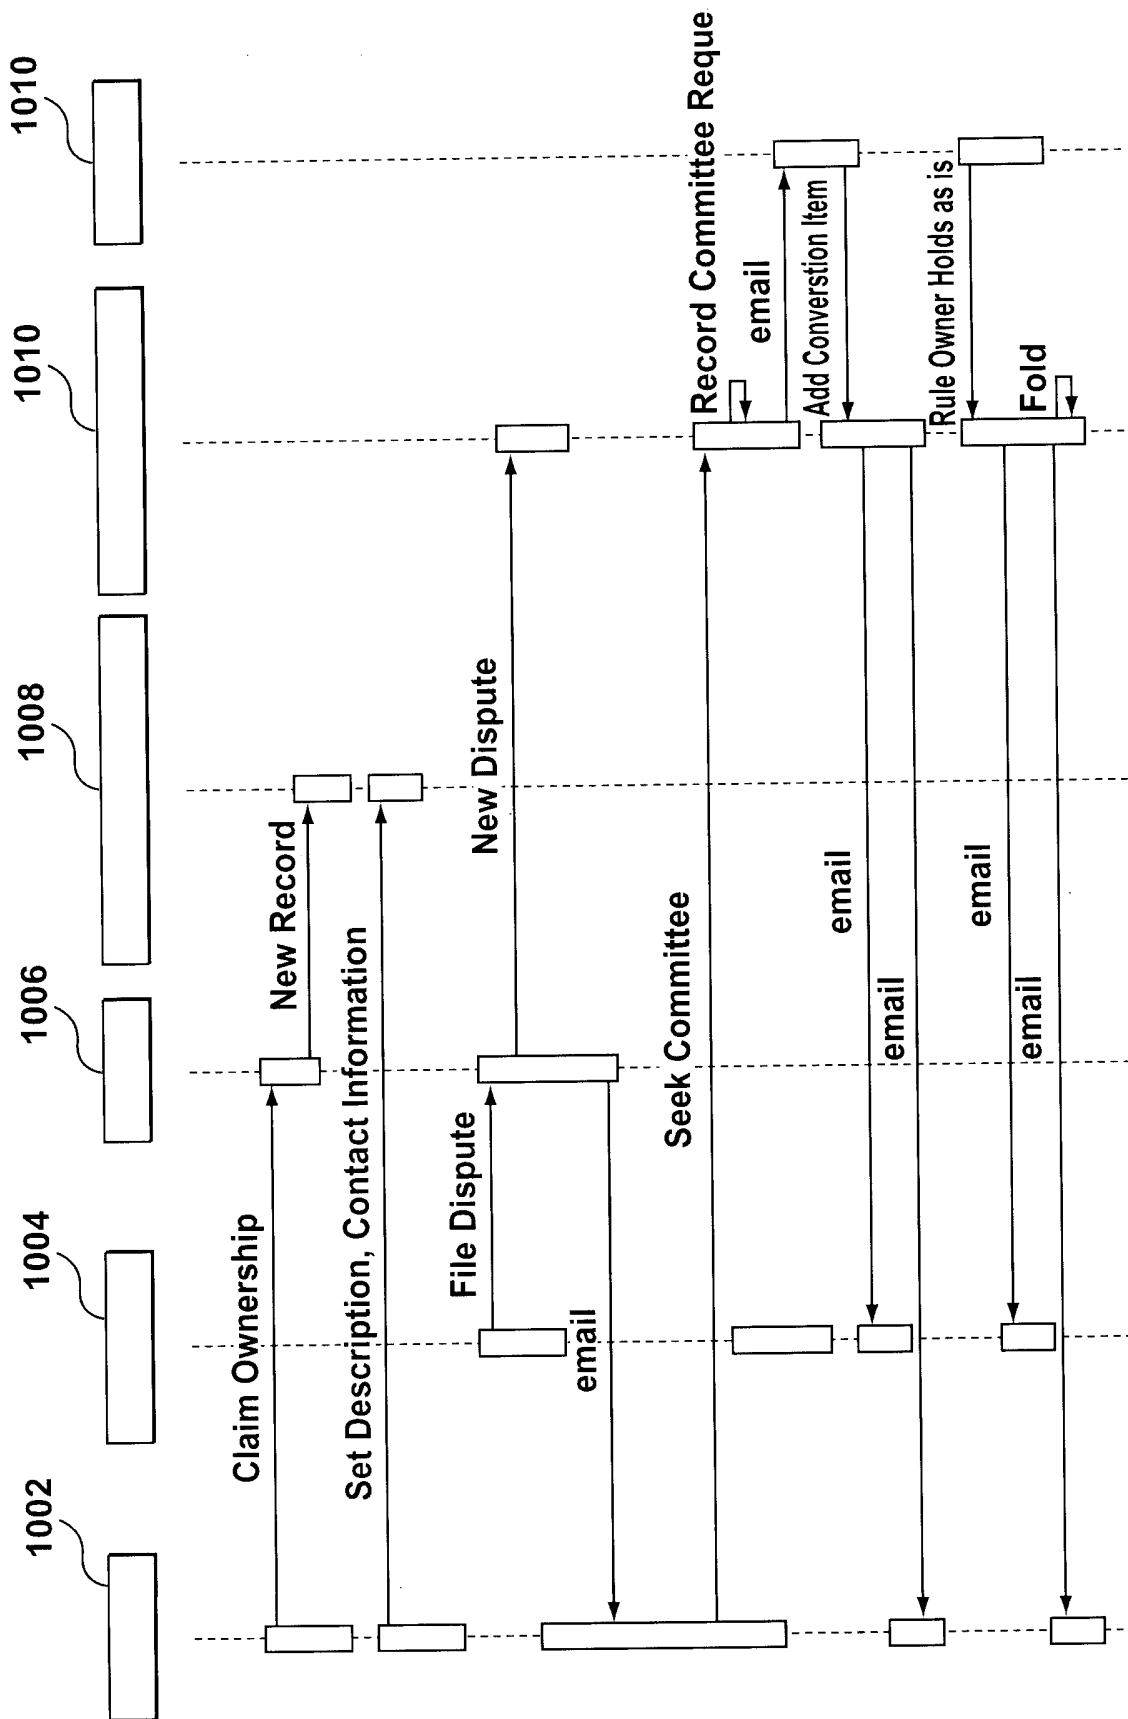 1002
1004
1006
1008
1010
1010
Claim Ownership
New Record
Set Description, Contact Information
File Dispute
New Dispute
email
Seek Committee
Record Committee Reque
email
Add Converstion Item
email
email
Rule Owner Holds as is
email
email
Fold